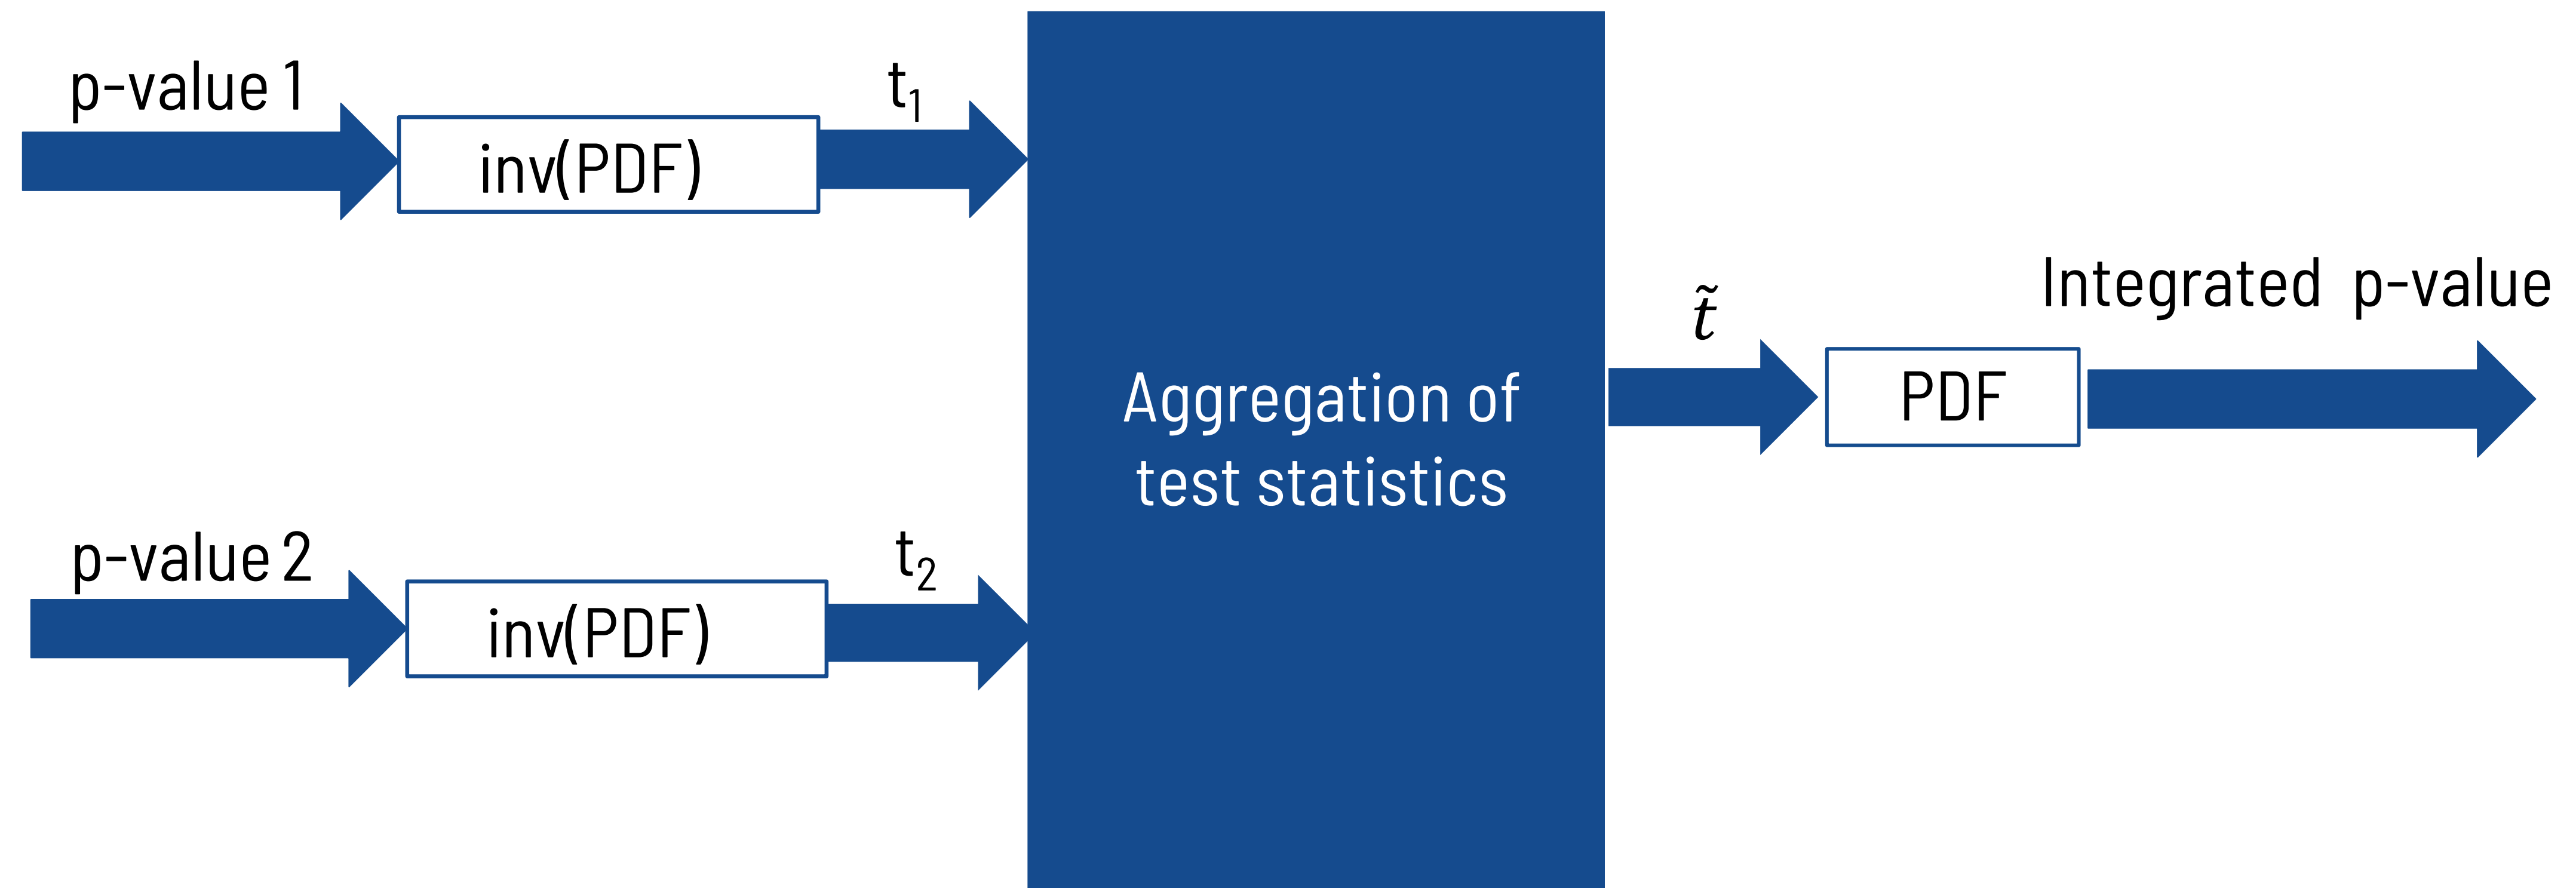 p-value 1
inv(PDF)
t₁
p-value 2
inv(PDF)
t₂
Aggregation of
test statistics
t̃
PDF
Integrated p-value